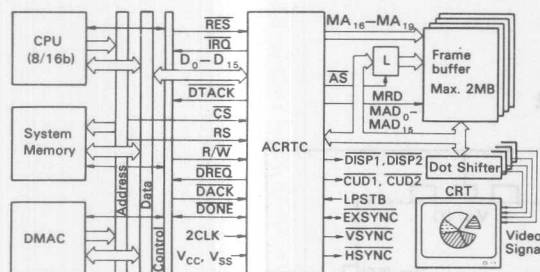 CPU
(8/16b)
System
Memory
DMAC
Address
Data
Control
RES
IRQ
D0–D15
DTACK
CS
RS
R/W
DREQ
DACK
DONE
2CLK
VCC, VSS
ACRTC
MA16–MA19
AS
L
MRD
MAD0–
MAD15
DISP1, DISP2
CUD1, CUD2
LPSTB
EXSYNC
VSYNC
HSYNC
Frame
buffer
Max. 2MB
Dot Shifter
CRT
Video
Signal